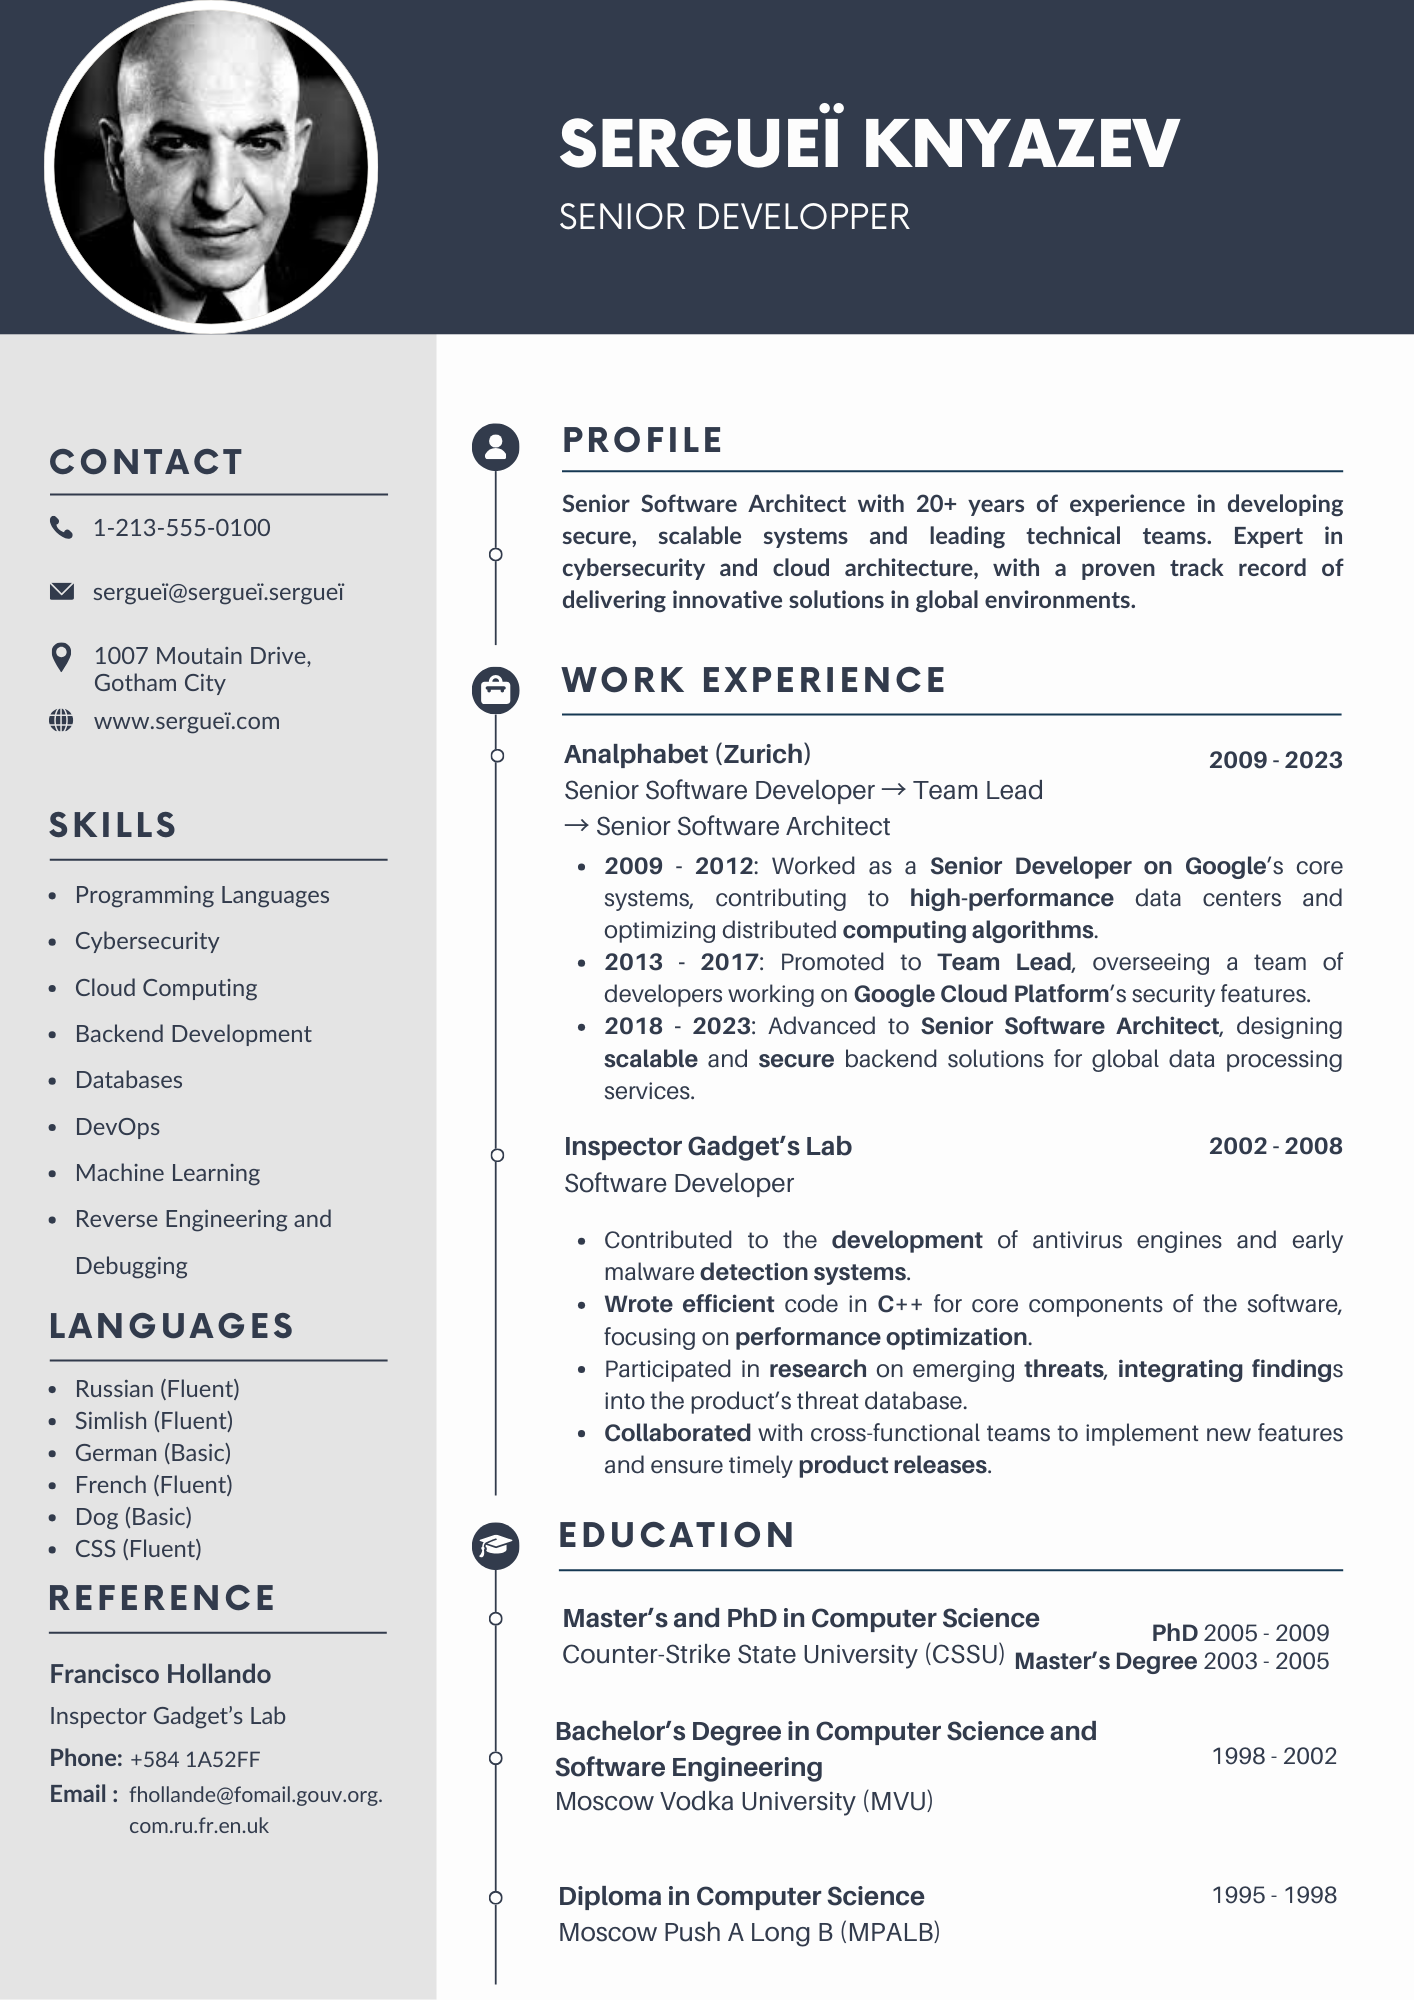 SERGUEÏ KNYAZEV
SENIOR DEVELOPPER
CONTACT
1-213-555-0100
sergueï@sergueï.sergueï
1007 Moutain Drive,
Gotham City
www.sergueï.com
SKILLS
• Programming Languages
• Cybersecurity
• Cloud Computing
• Backend Development
• Databases
• DevOps
• Machine Learning
• Reverse Engineering and
Debugging
LANGUAGES
• Russian (Fluent)
• Simlish (Fluent)
• German (Basic)
• French (Fluent)
• Dog (Basic)
• CSS (Fluent)
REFERENCE
Francisco Hollando
Inspector Gadget's Lab
Phone: +584 1A52FF
Email : fhollande@fomail.gouv.org.
com.ru.fr.en.uk
PROFILE
Senior Software Architect with 20+ years of experience in developing
secure, scalable systems and leading technical teams. Expert in
cybersecurity and cloud architecture, with a proven track record of
delivering innovative solutions in global environments.
WORK EXPERIENCE
Analphabet (Zurich) 2009 - 2023
Senior Software Developer → Team Lead
→ Senior Software Architect
• 2009 - 2012: Worked as a Senior Developer on Google's core
systems, contributing to high-performance data centers and
optimizing distributed computing algorithms.
• 2013 - 2017: Promoted to Team Lead, overseeing a team of
developers working on Google Cloud Platform's security features.
• 2018 - 2023: Advanced to Senior Software Architect, designing
scalable and secure backend solutions for global data processing
services.
Inspector Gadget's Lab 2002 - 2008
Software Developer
• Contributed to the development of antivirus engines and early
malware detection systems.
• Wrote efficient code in C++ for core components of the software,
focusing on performance optimization.
• Participated in research on emerging threats, integrating findings
into the product's threat database.
• Collaborated with cross-functional teams to implement new features
and ensure timely product releases.
EDUCATION
Master's and PhD in Computer Science
PhD 2005 - 2009
Counter-Strike State University (CSSU)
Master's Degree 2003 - 2005
Bachelor's Degree in Computer Science and
Software Engineering
1998 - 2002
Moscow Vodka University (MVU)
Diploma in Computer Science 1995 - 1998
Moscow Push A Long B (MPALB)